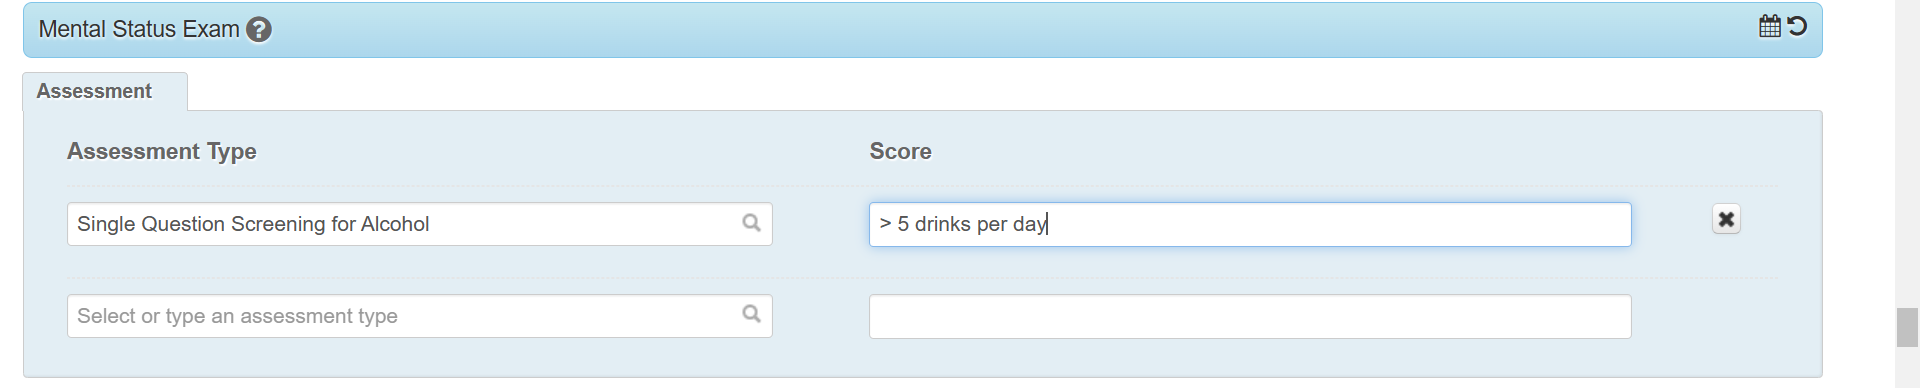 Mental Status Exam ?
Assessment
Assessment Type Score
Single Question Screening for Alcohol > 5 drinks per day
Select or type an assessment type